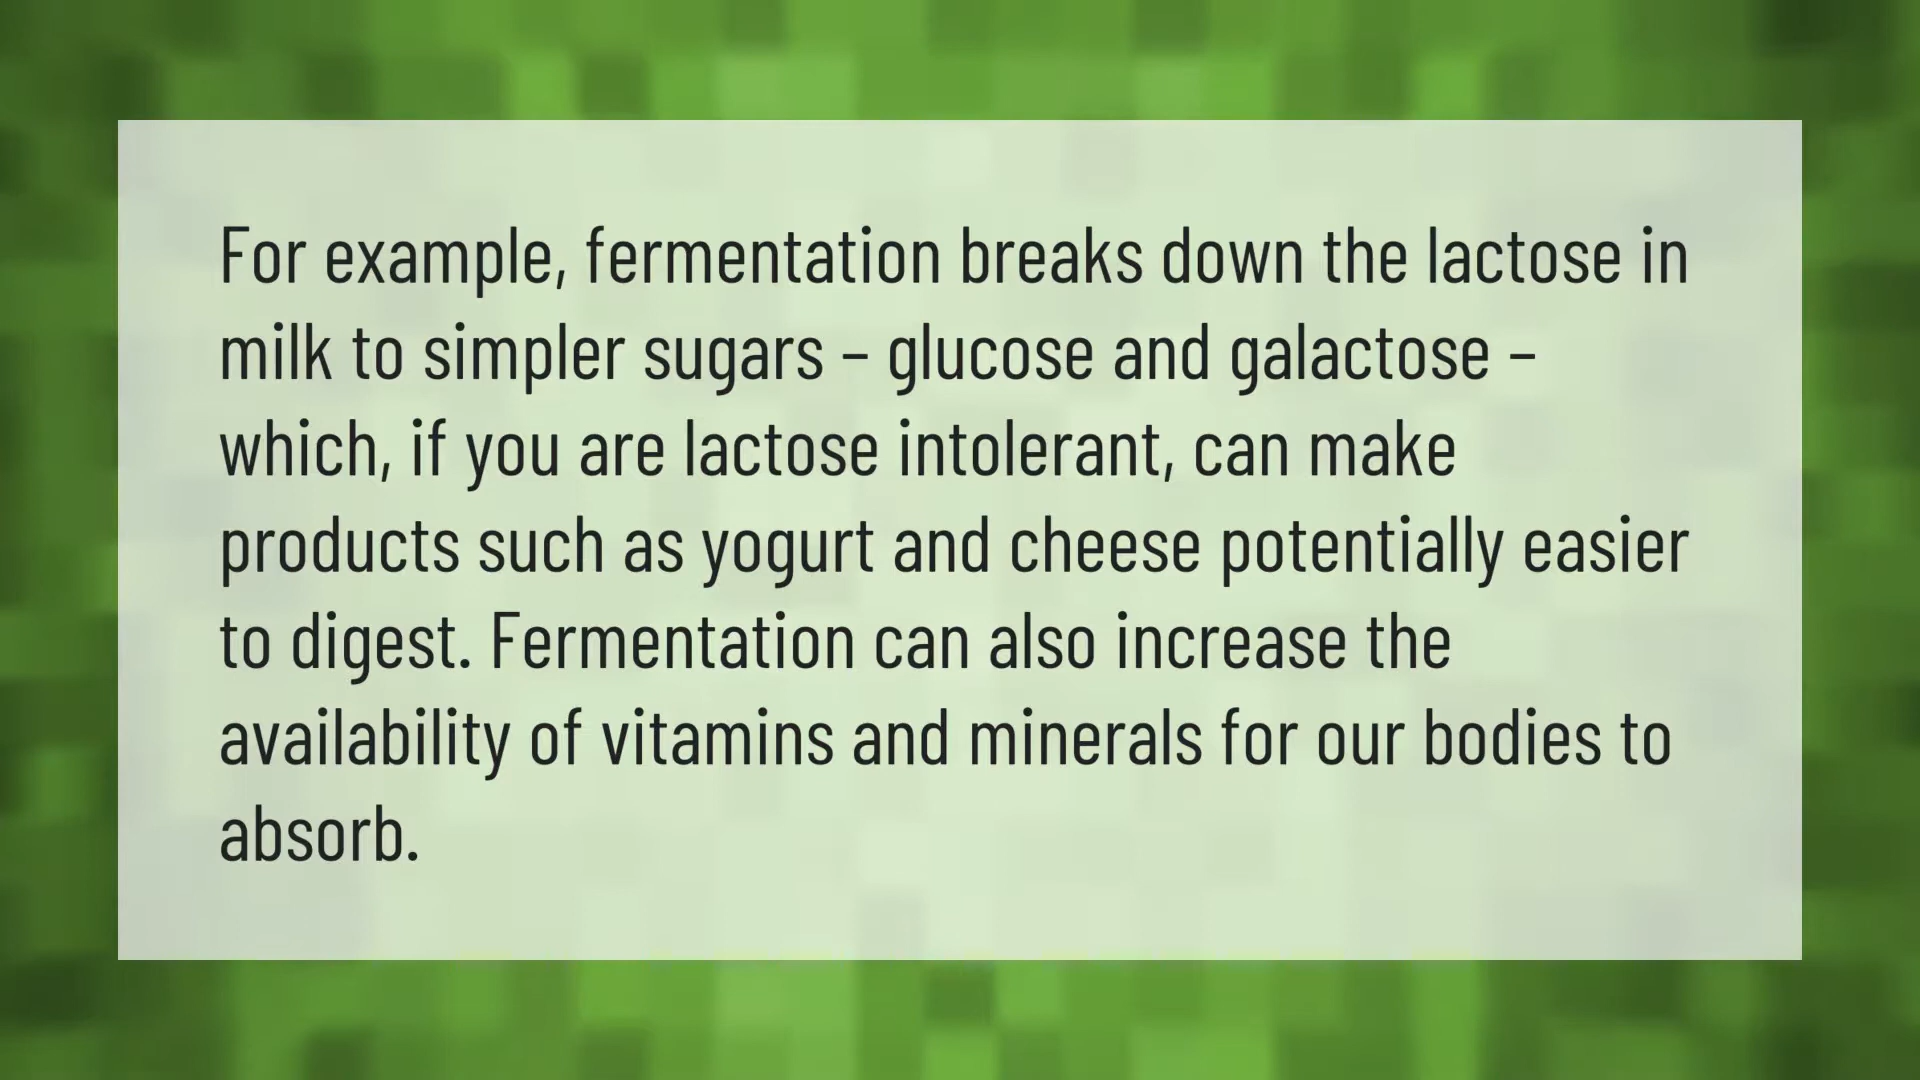 For example, fermentation breaks down the lactose in
milk to simpler sugars – glucose and galactose –
which, if you are lactose intolerant, can make
products such as yogurt and cheese potentially easier
to digest. Fermentation can also increase the
availability of vitamins and minerals for our bodies to
absorb.